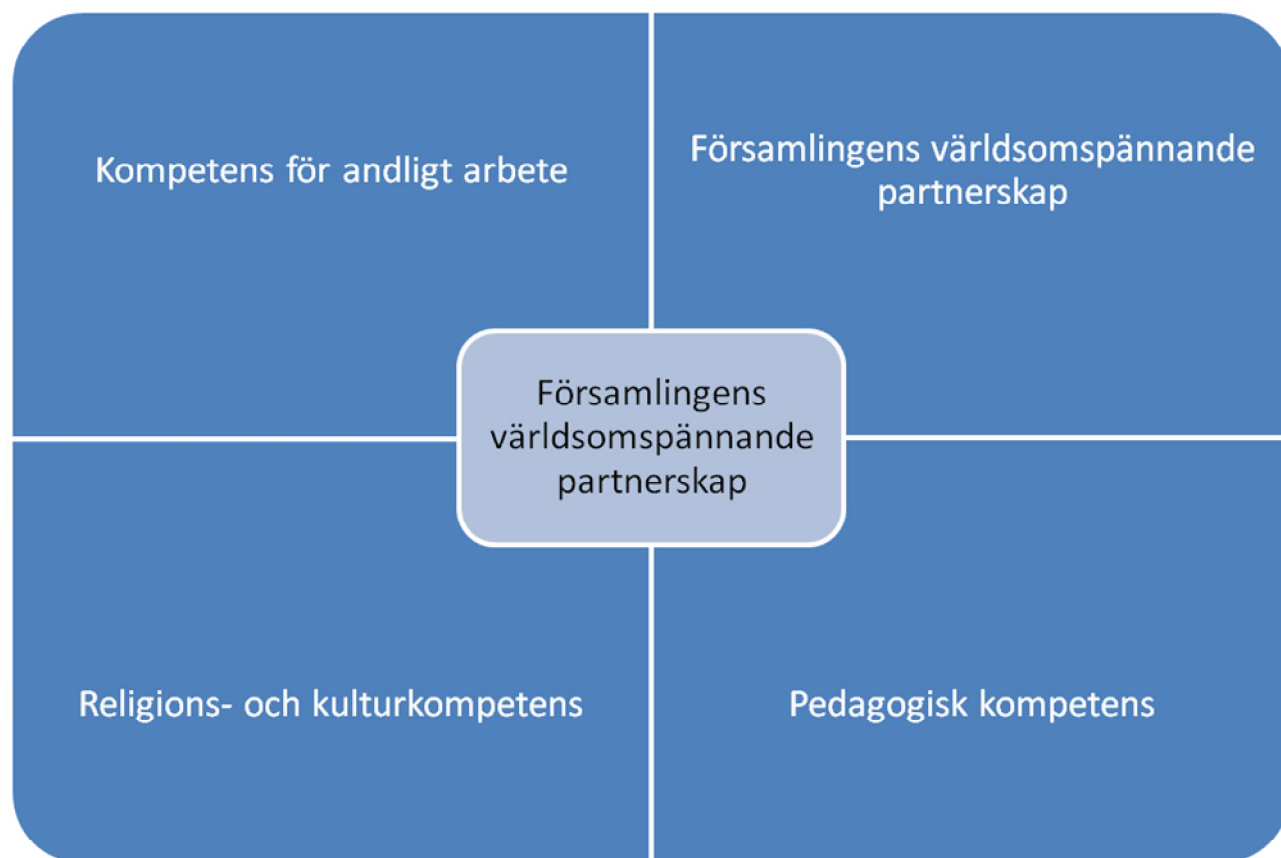 Kompetens för andligt arbete
Församlingens världsomspännande
partnerskap
Församlingens
världsomspännande
partnerskap
Religions- och kulturkompetens
Pedagogisk kompetens